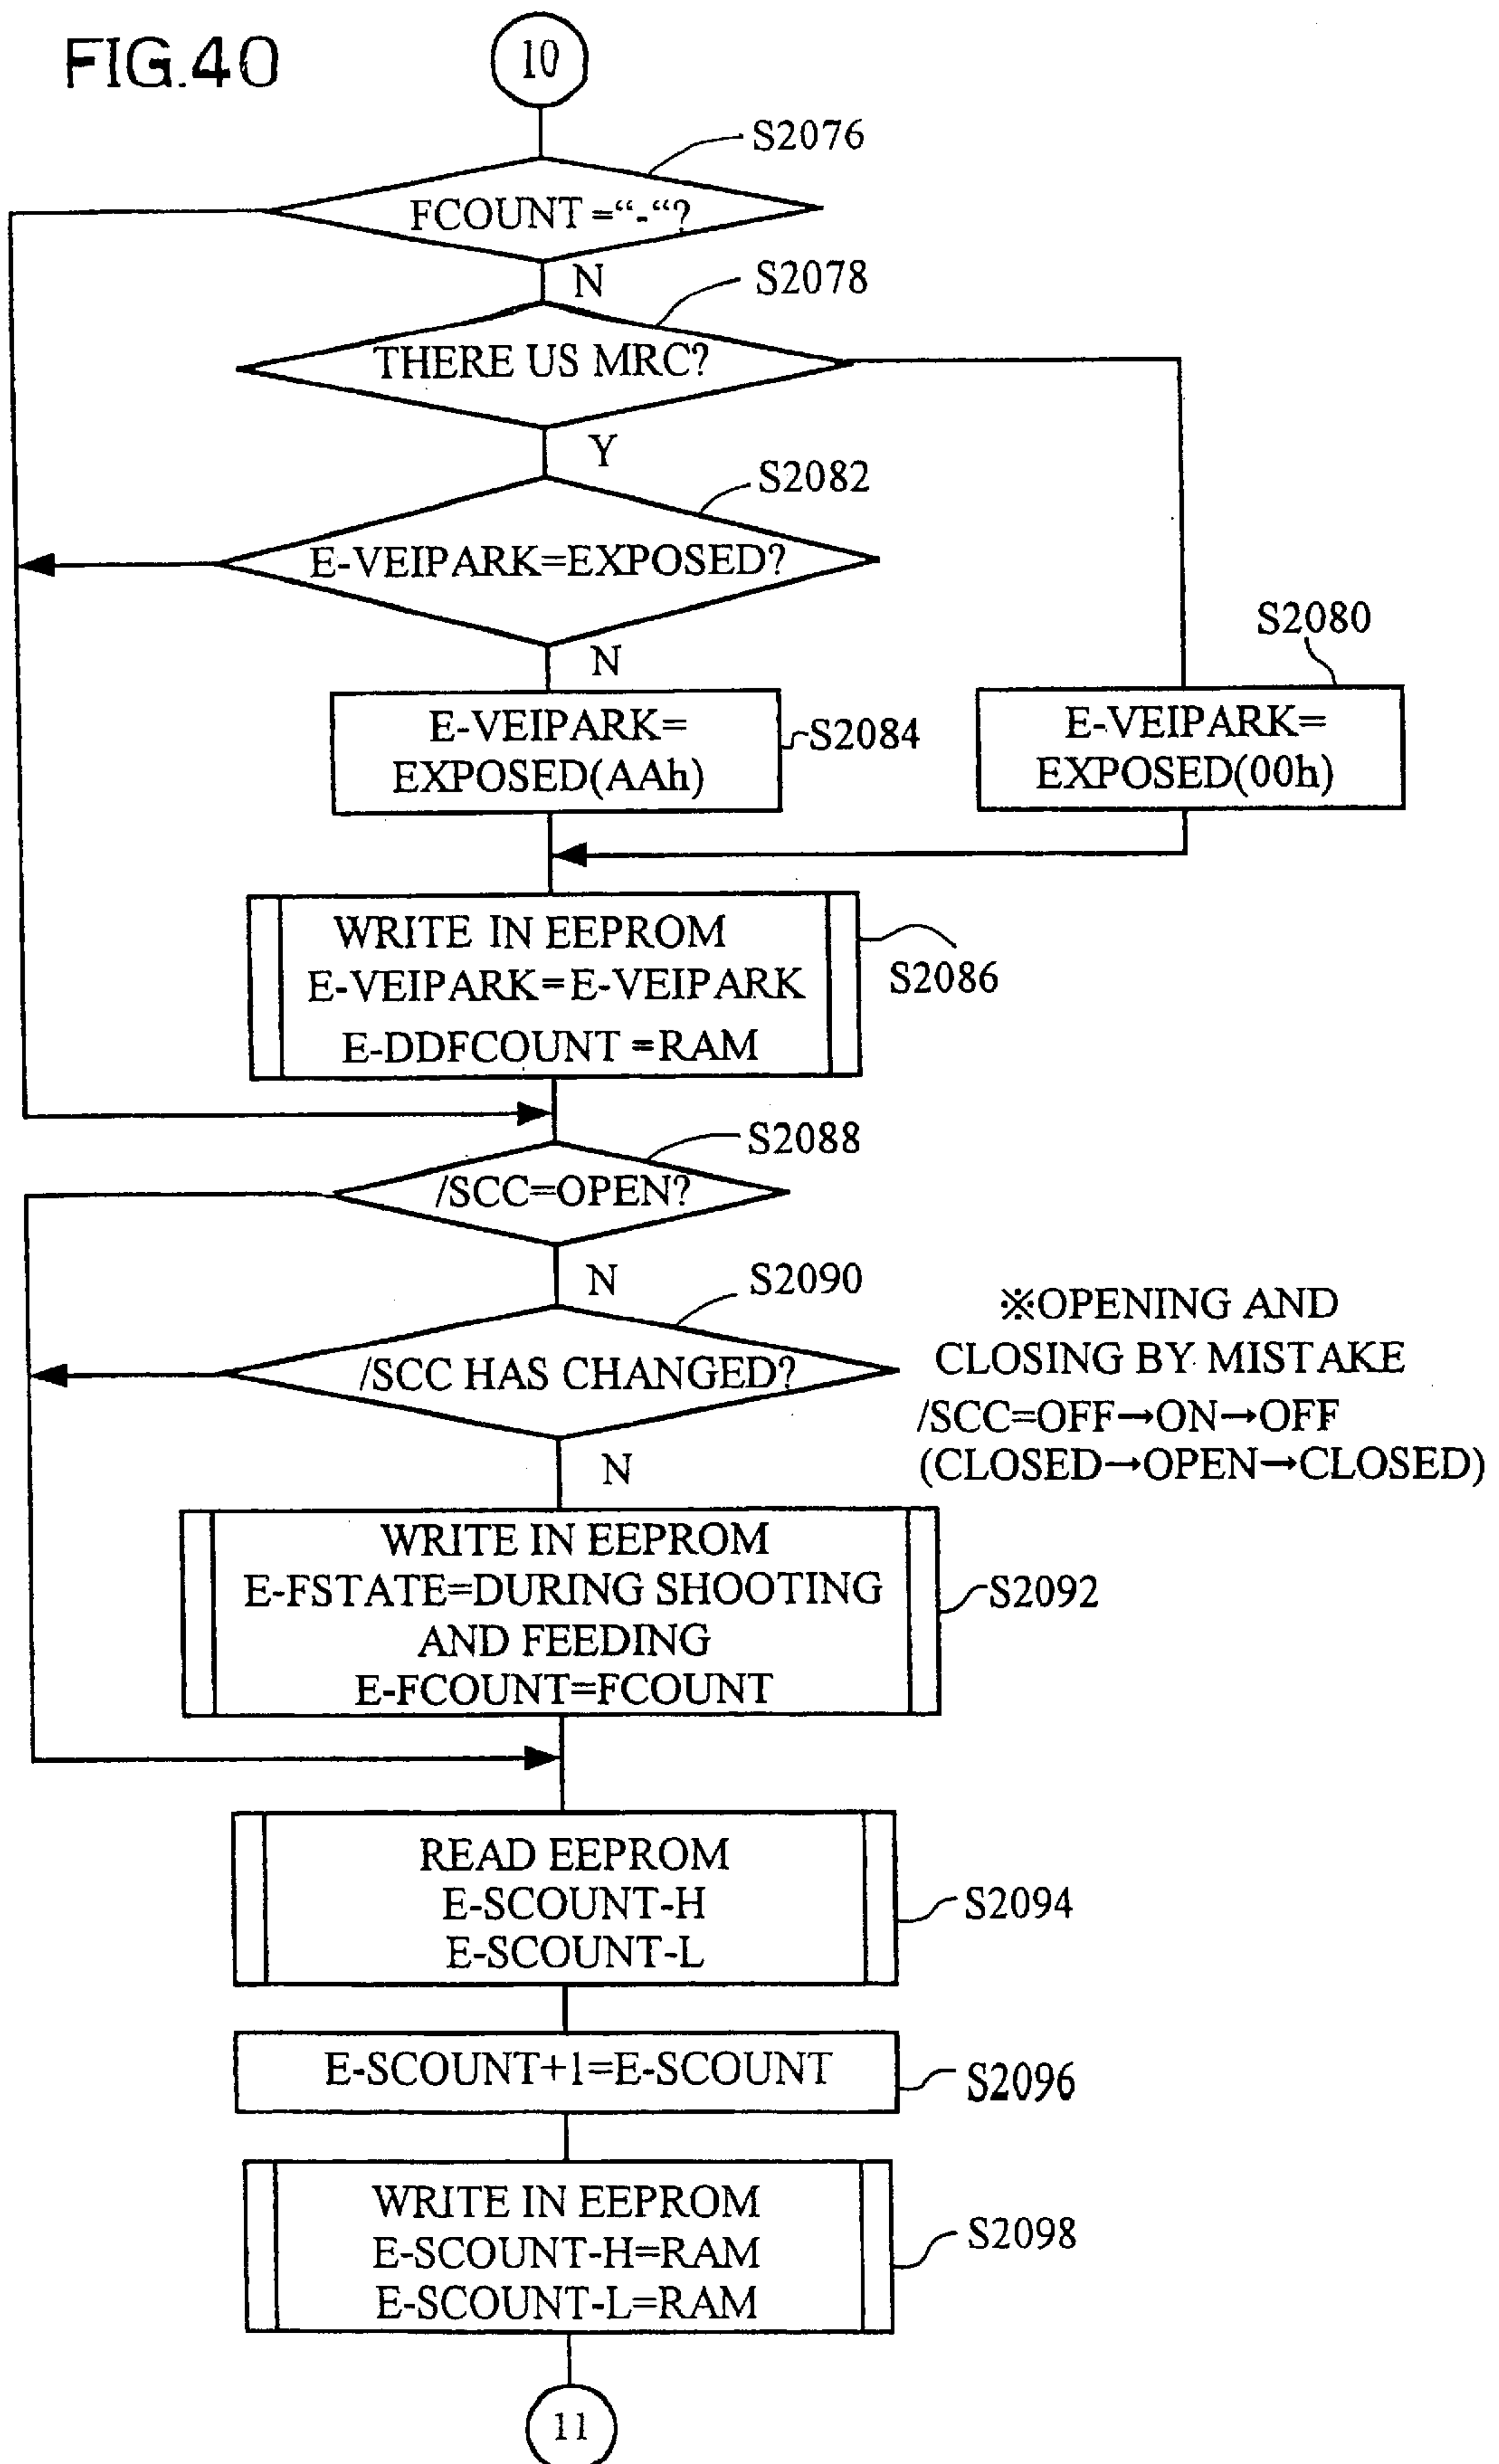 FIG.40
10
S2076
FCOUNT =“-“?
N
S2078
THERE US MRC?
Y
S2082
E-VEIPARK=EXPOSED?
N
S2080
E-VEIPARK=
EXPOSED(AAh)
S2084
E-VEIPARK=
EXPOSED(00h)
WRITE IN EEPROM
E-VEIPARK=E-VEIPARK
E-DDFCOUNT =RAM
S2086
S2088
/SCC=OPEN?
N
S2090
/SCC HAS CHANGED?
※OPENING AND
CLOSING BY MISTAKE
/SCC=OFF→ON→OFF
(CLOSED→OPEN→CLOSED)
N
WRITE IN EEPROM
E-FSTATE=DURING SHOOTING
AND FEEDING
E-FCOUNT=FCOUNT
S2092
READ EEPROM
E-SCOUNT-H
E-SCOUNT-L
S2094
E-SCOUNT+1=E-SCOUNT
S2096
WRITE IN EEPROM
E-SCOUNT-H=RAM
E-SCOUNT-L=RAM
S2098
11